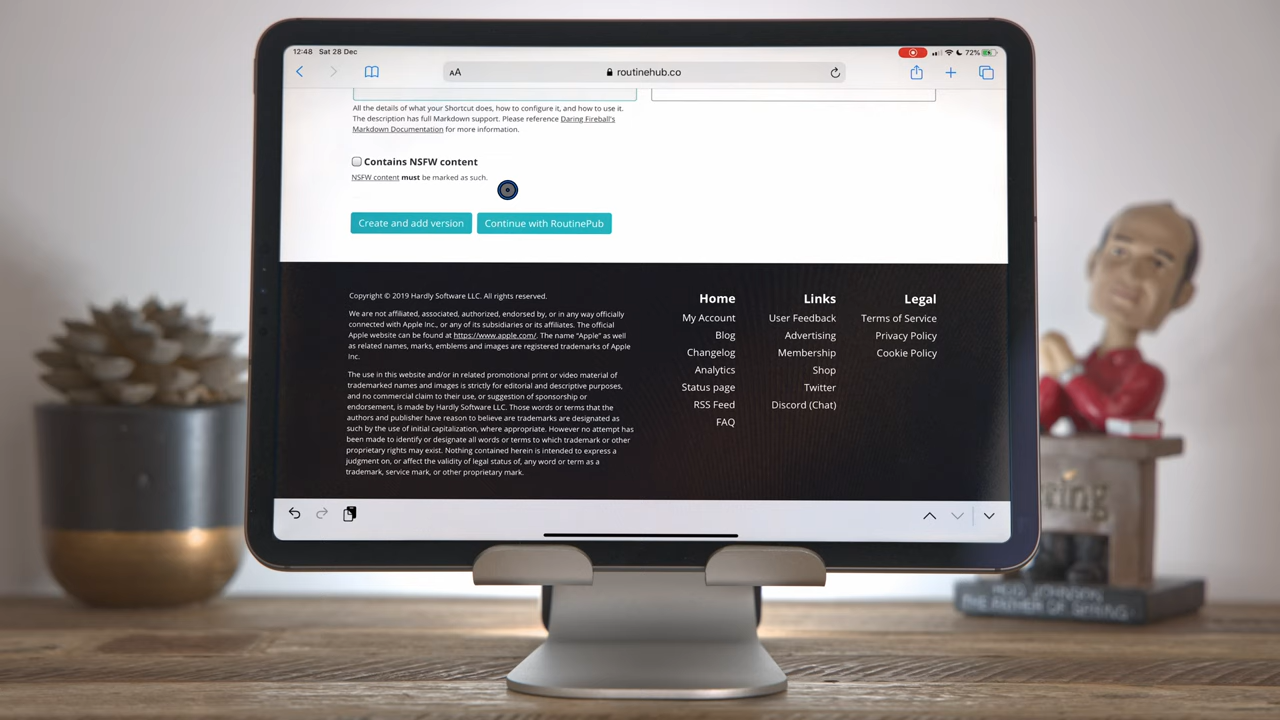 12:48 Sat 28 Dec
72%
AA
routinehub.co
All the details of what your Shortcut does, how to configure it, and how to use it.
The description has full Markdown support. Please reference Daring Fireball's
Markdown Documentation for more information.
Contains NSFW content
NSFW content must be marked as such.
Create and add version
Continue with RoutinePub
Copyright © 2019 Hardly Software LLC. All rights reserved.
We are not affiliated, associated, authorized, endorsed by, or in any way officially
connected with Apple Inc., or any of its subsidiaries or its affiliates. The official
Apple website can be found at https://www.apple.com/. The name "Apple" as well
as related names, marks, emblems and images are registered trademarks of Apple
Inc.
The use in this website and/or in related promotional print or video material of
trademarked names and images is strictly for editorial and descriptive purposes,
and no commercial claim to their use, or suggestion of sponsorship or
endorsement, is made by Hardly Software LLC. Those words or terms that the
authors and publisher have reason to believe are trademarks are designated as
such by the use of initial capitalization, where appropriate. However no attempt has
been made to identify or designate all words or terms to which trademark or other
proprietary rights may exist. Nothing contained herein is intended to express a
judgment on, or affect the validity of legal status of, any word or term as a
trademark, service mark, or other proprietary mark.
Home
My Account
Blog
Changelog
Analytics
Status page
RSS Feed
FAQ
Links
User Feedback
Advertising
Membership
Shop
Twitter
Discord (Chat)
Legal
Terms of Service
Privacy Policy
Cookie Policy
THE FATHER OF SPRING